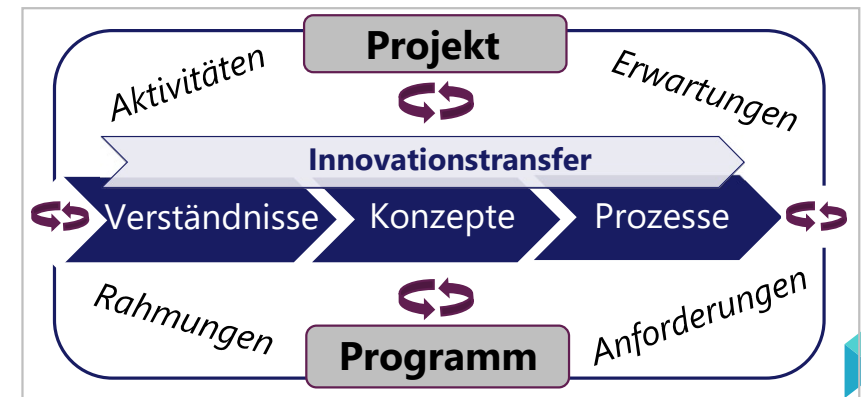 Projekt
Aktivitäten
Erwartungen
Innovationstransfer
Verständnisse
Konzepte
Prozesse
Rahmungen
Anforderungen
Programm